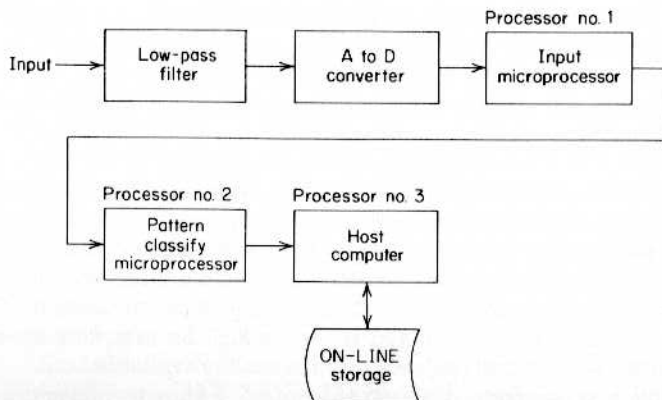 Processor no. 1
Input
Low-pass
filter
A to D
converter
Input
microprocessor
Processor no. 2
Processor no. 3
Pattern
classify
microprocessor
Host
computer
ON-LINE
storage